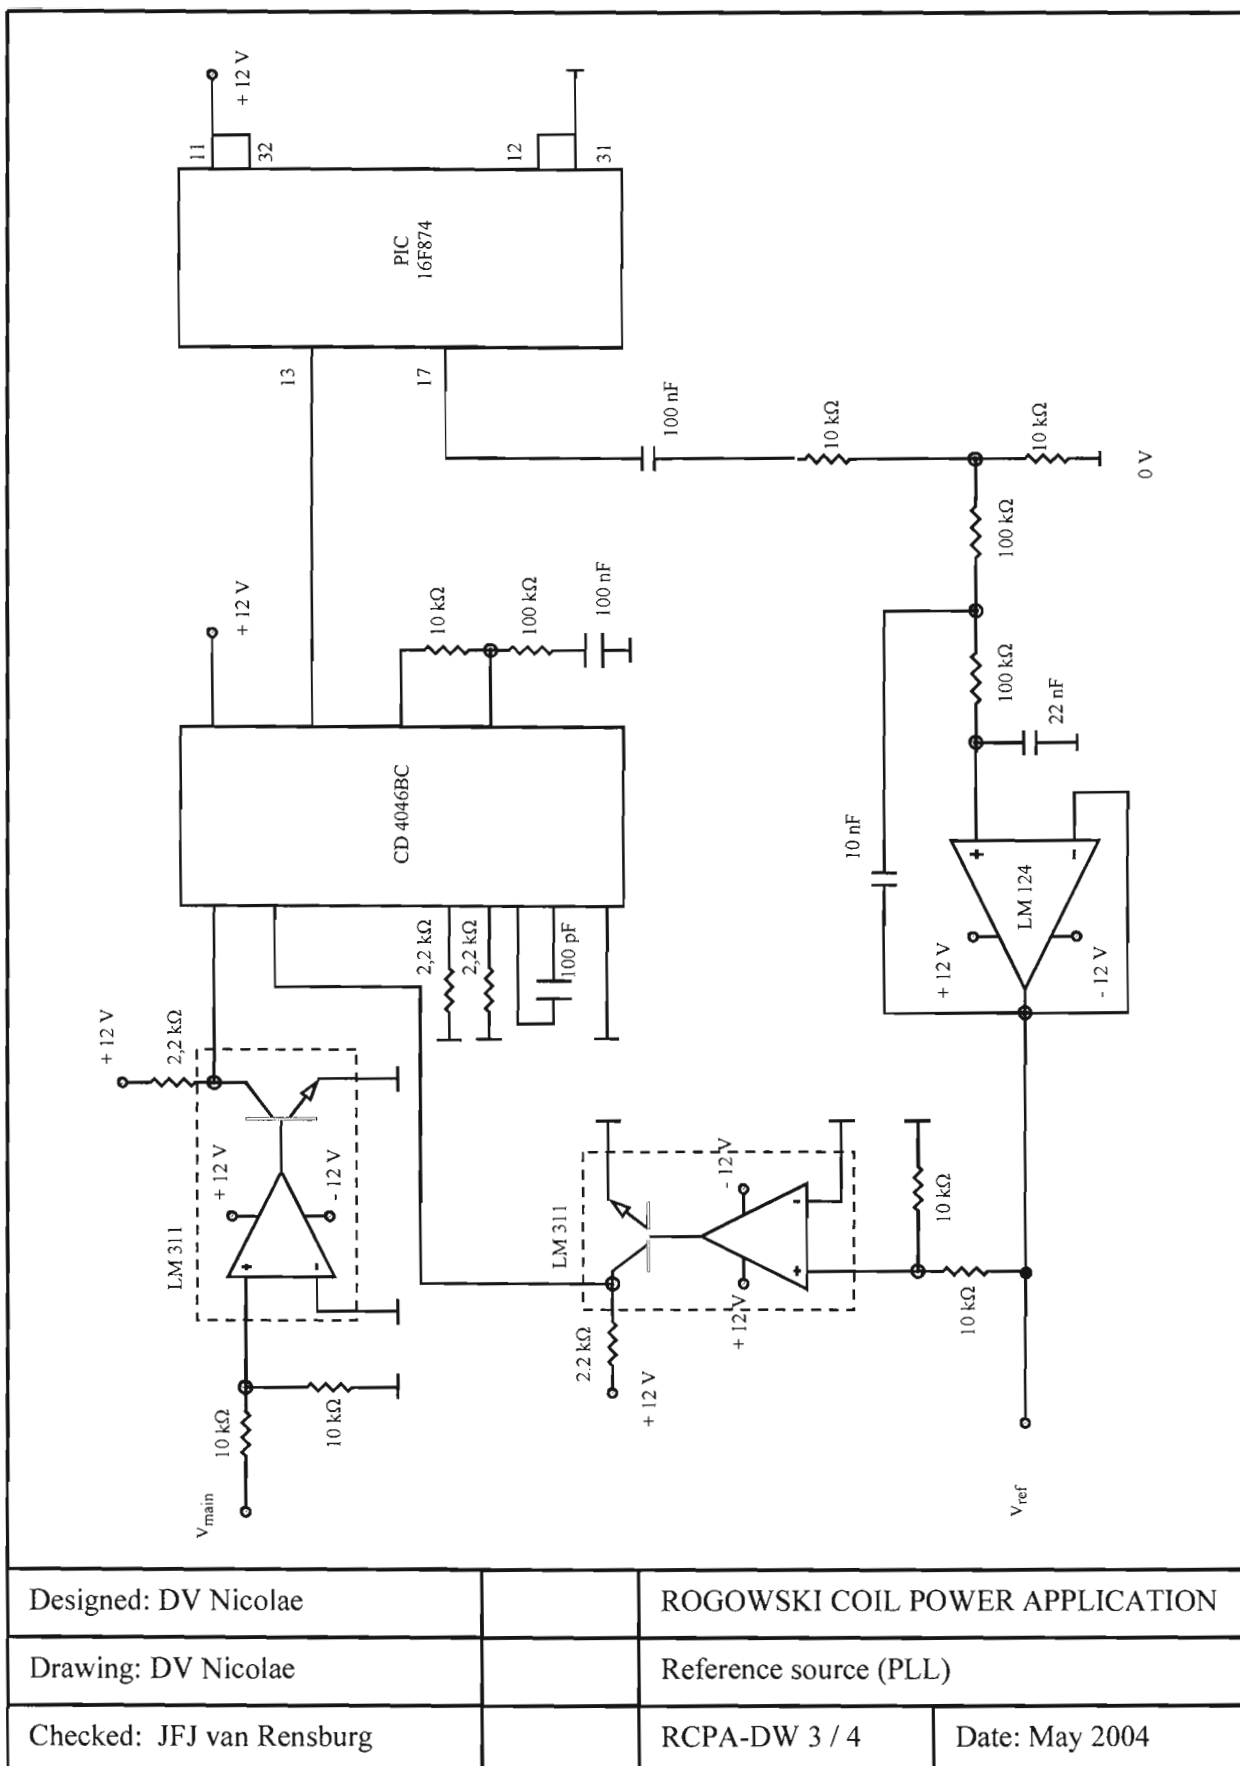 + 12 V
11
32
12
31
PIC
16F874
13
17
100 nF
10 kΩ
10 kΩ
0 V
+ 12 V
10 kΩ
100 kΩ
100 nF
100 kΩ
100 kΩ
22 nF
CD 4046BC
10 nF
+
-
LM 124
+ 12 V
- 12 V
2,2 kΩ
2,2 kΩ
100 pF
+ 12 V
2,2 kΩ
+ 12 V
- 12 V
LM 311
+
-
10 kΩ
10 kΩ
Vmain
LM 311
- 12 V
+ 12 V
-
+
2.2 kΩ
+ 12 V
10 kΩ
10 kΩ
Vref
Designed: DV Nicolae
ROGOWSKI COIL POWER APPLICATION
Drawing: DV Nicolae
Reference source (PLL)
Checked: JFJ van Rensburg
RCPA-DW 3 / 4
Date: May 2004